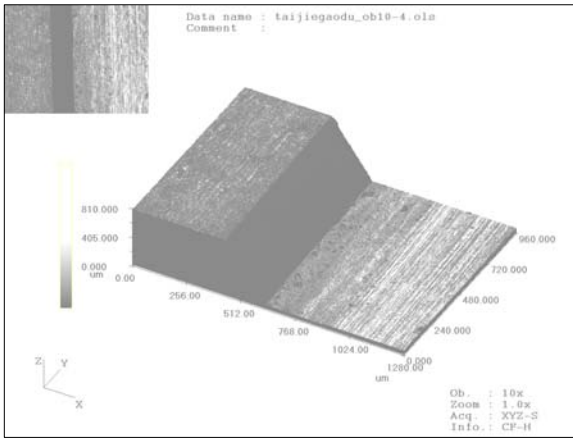 Data name : taijiegaodu_ob10-4.ols
Comment :
810.000
405.000
0.000
um
0.00
256.00
512.00
768.00
1024.00
1280.00
um
0.000
240.000
480.000
720.000
960.000
Z
Y
X
Ob. : 10x
Zoom : 1.0x
Acq. : XYZ-S
Info.: CF-H